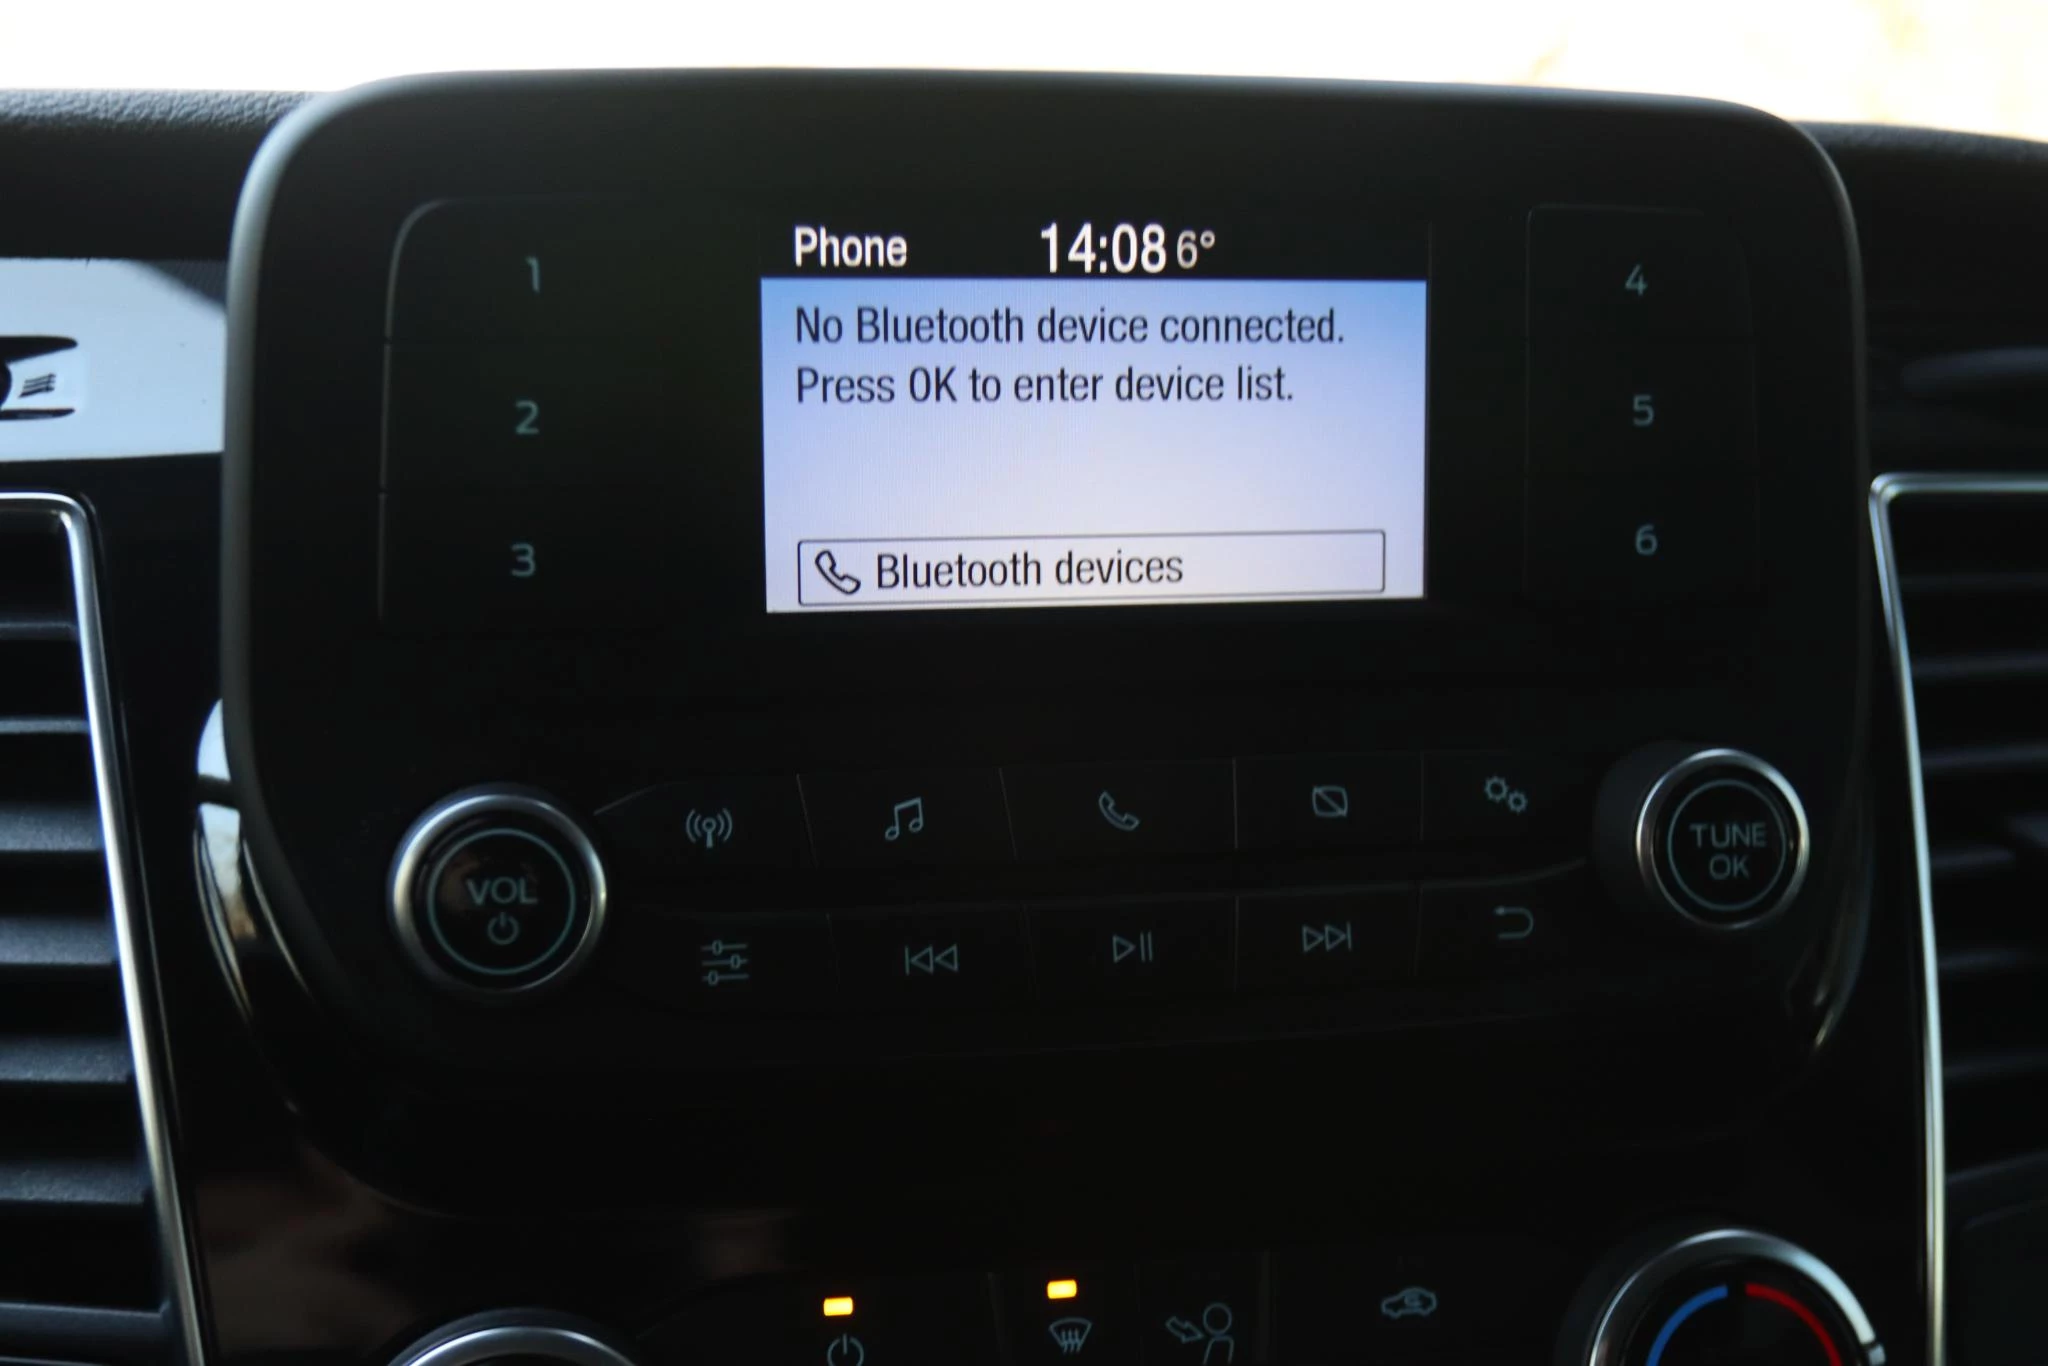 Phone 14:08 6°
No Bluetooth device connected.
Press OK to enter device list.
Bluetooth devices
1
2
3
4
5
6
VOL
TUNE
OK